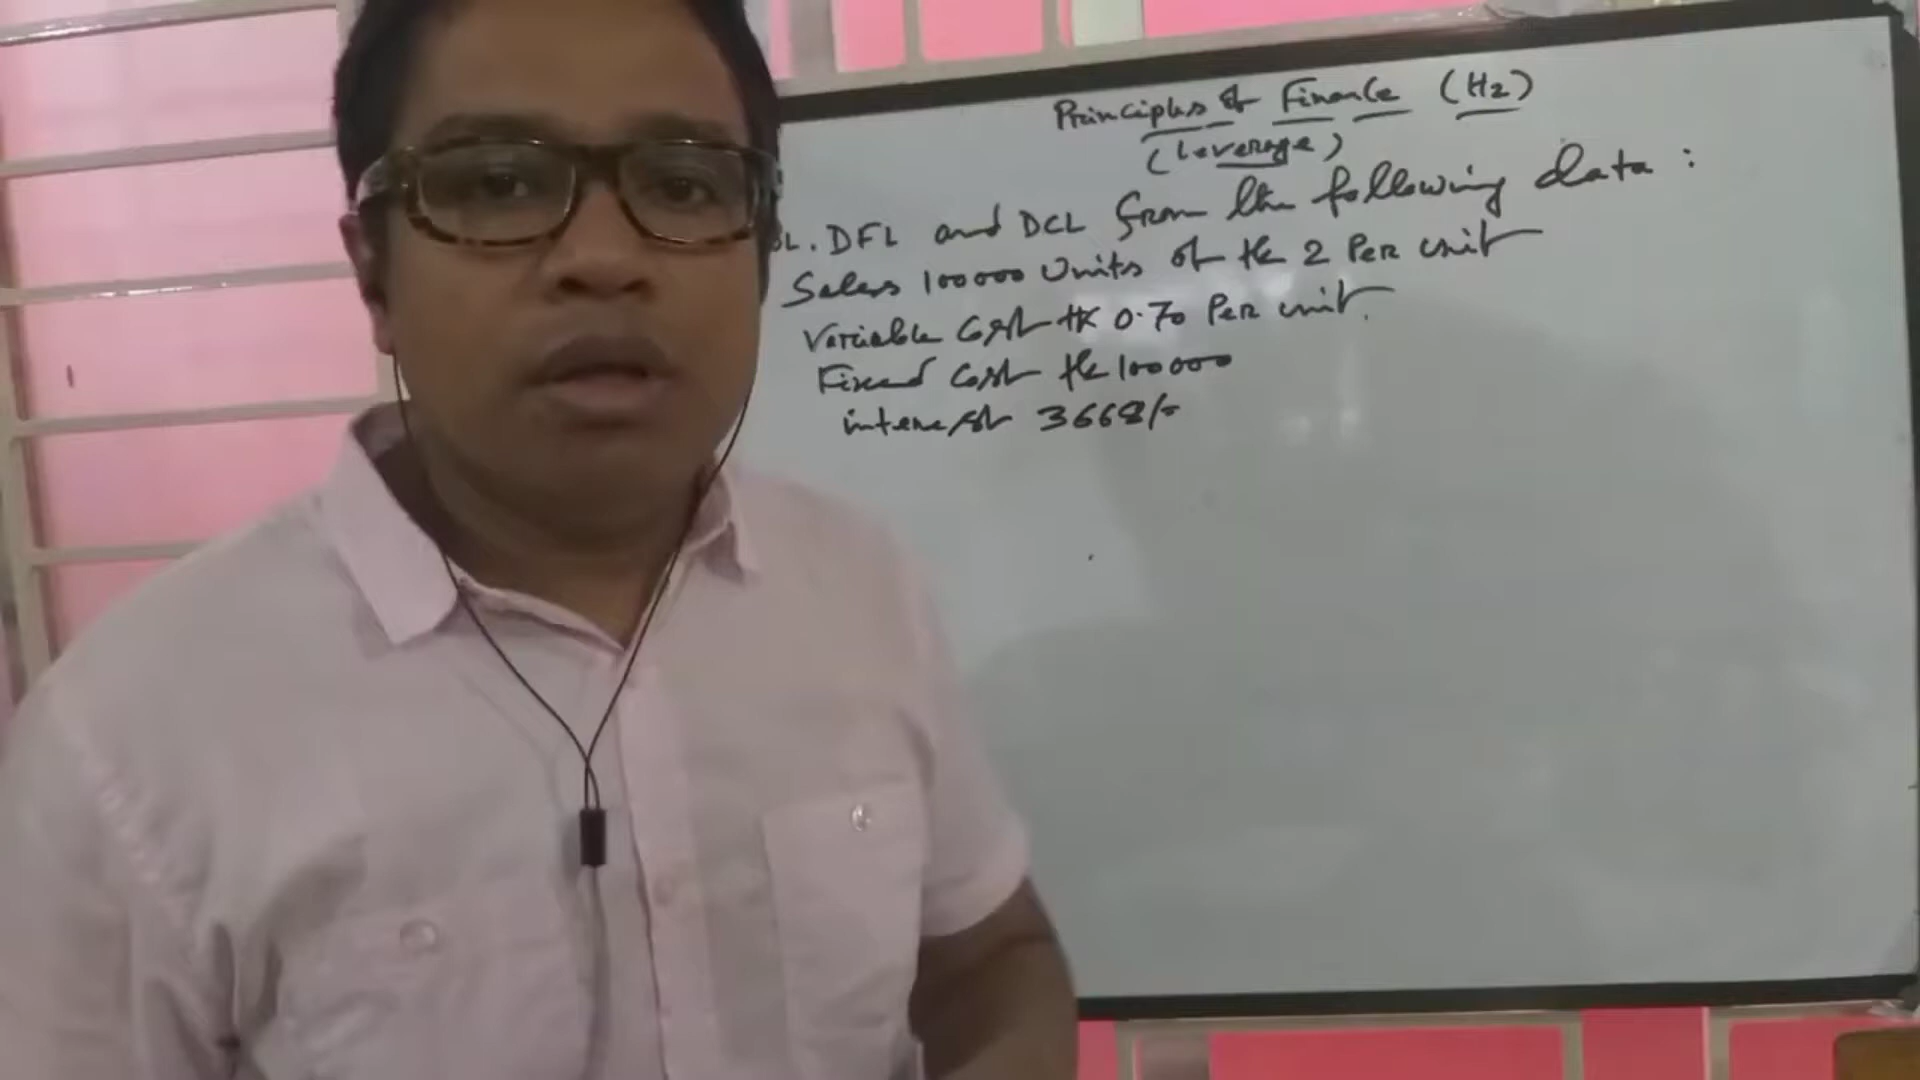 Principles of Finance (H2)
(Leverage)
OL. DFL and DCL from the following data:
Sales 100000 Units of tk 2 Per unit
Variable Cost tk 0.70 Per unit.
Fixed Cost tk 100000
interest 3668/-